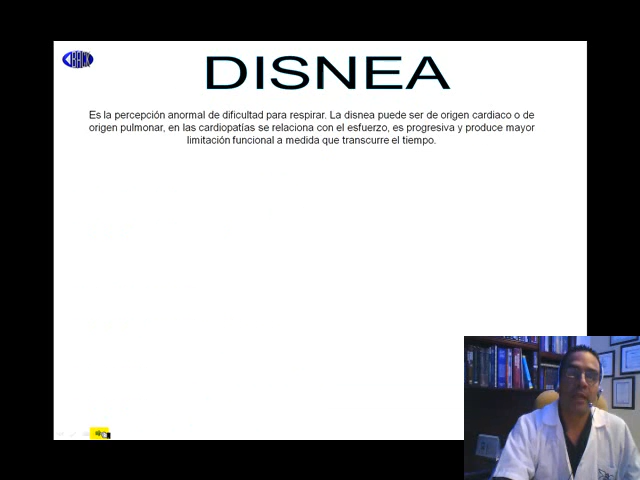 BACK
DISNEA
Es la percepción anormal de dificultad para respirar. La disnea puede ser de origen cardiaco o de
origen pulmonar, en las cardiopatías se relaciona con el esfuerzo, es progresiva y produce mayor
limitación funcional a medida que transcurre el tiempo.